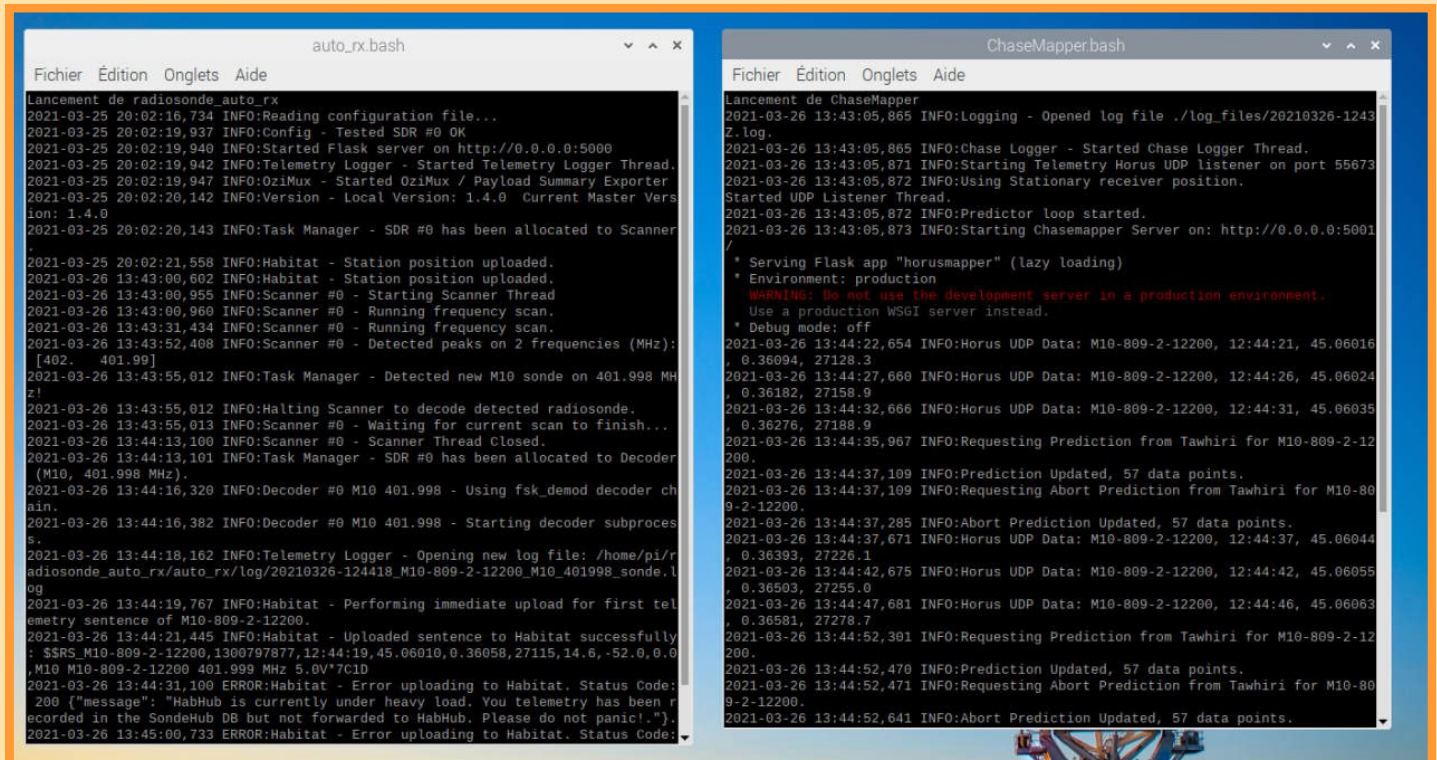 auto_rx.bash
Fichier Édition Onglets Aide
Lancement de radiosonde_auto_rx
2021-03-25 20:02:16,734 INFO:Reading configuration file...
2021-03-25 20:02:19,937 INFO:Config - Tested SDR #0 OK
2021-03-25 20:02:19,940 INFO:Started Flask server on http://0.0.0.0:5000
2021-03-25 20:02:19,942 INFO:Telemetry Logger - Started Telemetry Logger Thread.
2021-03-25 20:02:19,947 INFO:OziMux - Started OziMux / Payload Summary Exporter
2021-03-25 20:02:20,142 INFO:Version - Local Version: 1.4.0 Current Master Vers
ion: 1.4.0
2021-03-25 20:02:20,143 INFO:Task Manager - SDR #0 has been allocated to Scanner
.
2021-03-25 20:02:21,558 INFO:Habitat - Station position uploaded.
2021-03-26 13:43:00,602 INFO:Habitat - Station position uploaded.
2021-03-26 13:43:00,955 INFO:Scanner #0 - Starting Scanner Thread
2021-03-26 13:43:00,960 INFO:Scanner #0 - Running frequency scan.
2021-03-26 13:43:31,434 INFO:Scanner #0 - Running frequency scan.
2021-03-26 13:43:52,408 INFO:Scanner #0 - Detected peaks on 2 frequencies (MHz):
[402. 401.99]
2021-03-26 13:43:55,012 INFO:Task Manager - Detected new M10 sonde on 401.998 MH
z!
2021-03-26 13:43:55,012 INFO:Halting Scanner to decode detected radiosonde.
2021-03-26 13:43:55,013 INFO:Scanner #0 - Waiting for current scan to finish...
2021-03-26 13:44:13,100 INFO:Scanner #0 - Scanner Thread Closed.
2021-03-26 13:44:13,101 INFO:Task Manager - SDR #0 has been allocated to Decoder
(M10, 401.998 MHz).
2021-03-26 13:44:16,320 INFO:Decoder #0 M10 401.998 - Using fsk_demod decoder ch
ain.
2021-03-26 13:44:16,382 INFO:Decoder #0 M10 401.998 - Starting decoder subproces
s.
2021-03-26 13:44:18,162 INFO:Telemetry Logger - Opening new log file: /home/pi/r
adiosonde_auto_rx/auto_rx/log/20210326-124418_M10-809-2-12200_M10_401998_sonde.l
og
2021-03-26 13:44:19,767 INFO:Habitat - Performing immediate upload for first tel
emetry sentence of M10-809-2-12200.
2021-03-26 13:44:21,445 INFO:Habitat - Uploaded sentence to Habitat successfully
: $$RS_M10-809-2-12200,1300797877,12:44:19,45.06010,0.36058,27115,14.6,-52.0,0.0
,M10 M10-809-2-12200 401.999 MHz 5.0V*7C1D
2021-03-26 13:44:31,100 ERROR:Habitat - Error uploading to Habitat. Status Code:
200 {"message": "HabHub is currently under heavy load. You telemetry has been r
ecorded in the SondeHub DB but not forwarded to HabHub. Please do not panic!."}.
2021-03-26 13:45:00,733 ERROR:Habitat - Error uploading to Habitat. Status Code:
ChaseMapper.bash
Fichier Édition Onglets Aide
Lancement de ChaseMapper
2021-03-26 13:43:05,865 INFO:Logging - Opened log file ./log_files/20210326-1243
Z.log.
2021-03-26 13:43:05,865 INFO:Chase Logger - Started Chase Logger Thread.
2021-03-26 13:43:05,871 INFO:Starting Telemetry Horus UDP listener on port 55673
2021-03-26 13:43:05,872 INFO:Using Stationary receiver position.
Started UDP Listener Thread.
2021-03-26 13:43:05,872 INFO:Predictor loop started.
2021-03-26 13:43:05,873 INFO:Starting Chasemapper Server on: http://0.0.0.0:5001
/
* Serving Flask app "horusmapper" (lazy loading)
* Environment: production
WARNING: Do not use the development server in a production environment.
Use a production WSGI server instead.
* Debug mode: off
2021-03-26 13:44:22,654 INFO:Horus UDP Data: M10-809-2-12200, 12:44:21, 45.06016
, 0.36094, 27128.3
2021-03-26 13:44:27,660 INFO:Horus UDP Data: M10-809-2-12200, 12:44:26, 45.06024
, 0.36182, 27158.9
2021-03-26 13:44:32,666 INFO:Horus UDP Data: M10-809-2-12200, 12:44:31, 45.06035
, 0.36276, 27188.9
2021-03-26 13:44:35,967 INFO:Requesting Prediction from Tawhiri for M10-809-2-12
200.
2021-03-26 13:44:37,109 INFO:Prediction Updated, 57 data points.
2021-03-26 13:44:37,109 INFO:Requesting Abort Prediction from Tawhiri for M10-80
9-2-12200.
2021-03-26 13:44:37,285 INFO:Abort Prediction Updated, 57 data points.
2021-03-26 13:44:37,671 INFO:Horus UDP Data: M10-809-2-12200, 12:44:37, 45.06044
, 0.36393, 27226.1
2021-03-26 13:44:42,675 INFO:Horus UDP Data: M10-809-2-12200, 12:44:42, 45.06055
, 0.36503, 27255.0
2021-03-26 13:44:47,681 INFO:Horus UDP Data: M10-809-2-12200, 12:44:46, 45.06063
, 0.36581, 27278.7
2021-03-26 13:44:52,301 INFO:Requesting Prediction from Tawhiri for M10-809-2-12
200.
2021-03-26 13:44:52,470 INFO:Prediction Updated, 57 data points.
2021-03-26 13:44:52,471 INFO:Requesting Abort Prediction from Tawhiri for M10-80
9-2-12200.
2021-03-26 13:44:52,641 INFO:Abort Prediction Updated, 57 data points.